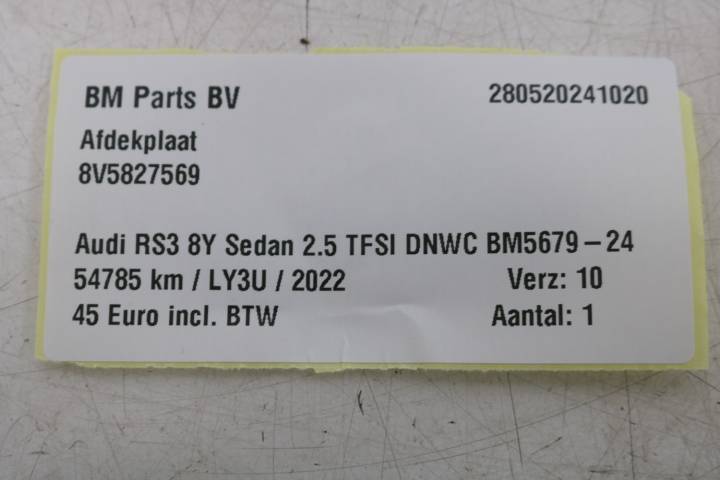 BM Parts BV 280520241020
Afdekplaat
8V5827569
Audi RS3 8Y Sedan 2.5 TFSI DNWC BM5679-24
54785 km / LY3U / 2022 Verz: 10
45 Euro incl. BTW Aantal: 1